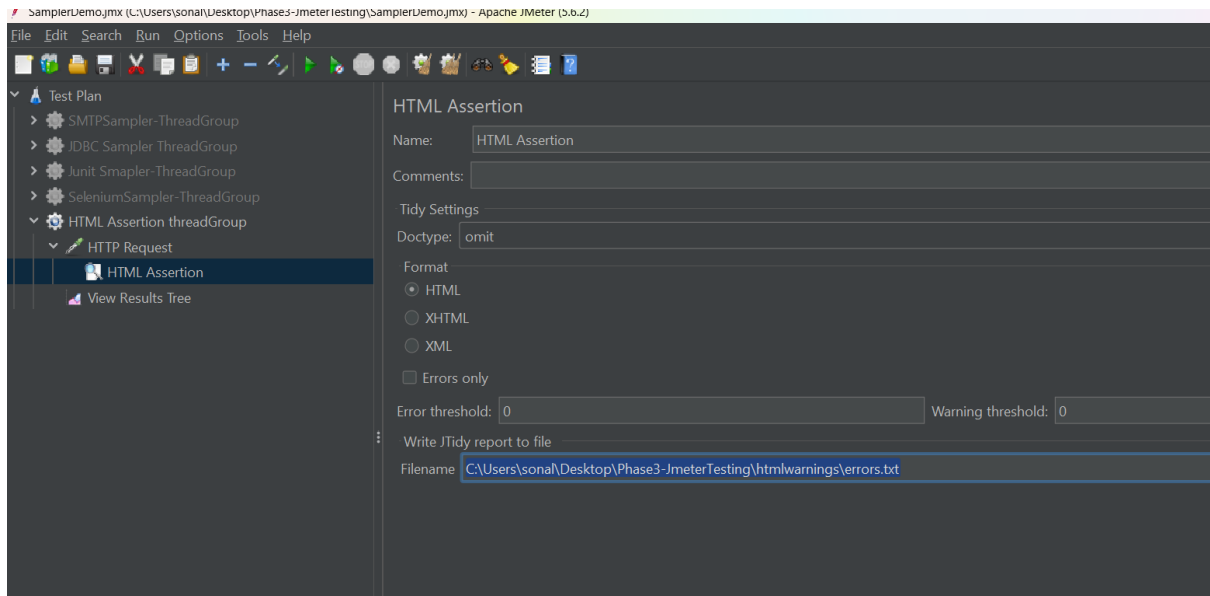 SamplerDemo.jmx (C:\Users\sonal\Desktop\Phase3-JmeterTesting\SamplerDemo.jmx) - Apache JMeter (5.6.2)
File Edit Search Run Options Tools Help
Test Plan
SMTPSampler-ThreadGroup
JDBC Sampler ThreadGroup
Junit Smapler-ThreadGroup
SeleniumSampler-ThreadGroup
HTML Assertion threadGroup
HTTP Request
HTML Assertion
View Results Tree
HTML Assertion
Name: HTML Assertion
Comments:
Tidy Settings
Doctype: omit
Format
HTML
XHTML
XML
Errors only
Error threshold: 0 Warning threshold: 0
Write JTidy report to file
Filename C:\Users\sonal\Desktop\Phase3-JmeterTesting\htmlwarnings\errors.txt